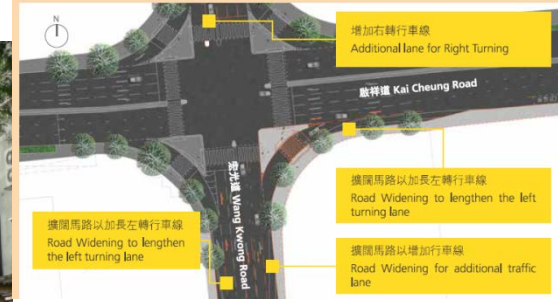 N
增加右轉行車線
Additional lane for Right Turning
啟祥道 Kai Cheung Road
宏光道 Wang Kwong Road
擴闊馬路以加長左轉行車線
Road Widening to lengthen the left
turning lane
擴闊馬路以加長左轉行車線
Road Widening to lengthen
the left turning lane
擴闊馬路以增加行車線
Road Widening for additional traffic
lane